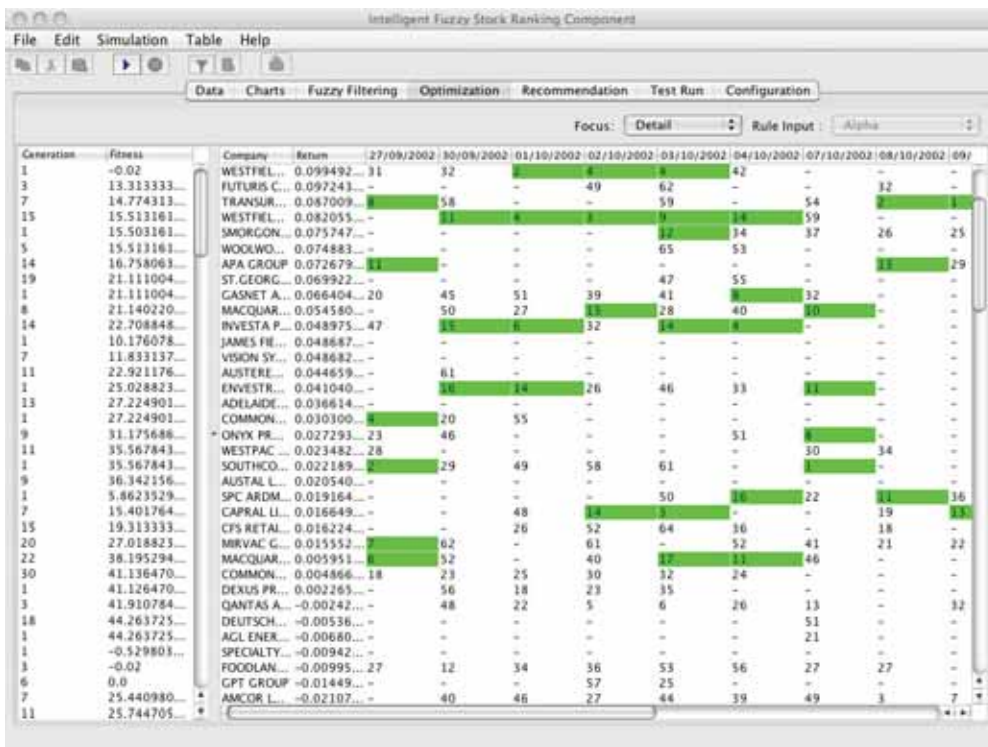 Intelligent Fuzzy Stock Ranking Component
File Edit Simulation Table Help
Data Charts Fuzzy Filtering Optimization Recommendation Test Run Configuration
Focus: Detail Rule Input : Alpha
Generation Fitness Company Return 27/09/2002 30/09/2002 01/10/2002 02/10/2002 03/10/2002 04/10/2002 07/10/2002 08/10/2002 09/
1 -0.02 WESTFIEL... 0.099492... 31 32 2 4 4 42 - -
3 13.313333... FUTURIS C... 0.097243... - - - 49 62 - - 32
7 14.774313... TRANSUR... 0.087009... 58 - - 59 - 54 2 1
15 15.513161... WESTFIEL... 0.082055... - 11 4 3 9 14 59 -
1 15.503161... SMORGON... 0.075747... - - - - 12 34 37 26 25
5 15.513161... WOOLWO... 0.074883... - - - - 65 53 - -
14 16.758063... APA GROUP 0.072679... 11 - - - - - - 13 29
19 21.111004... ST.GEORG... 0.069922... - - - - 47 55 - -
1 21.111004... GASNET A... 0.066404... 20 45 51 39 41 32 -
8 21.140220... MACQUAR... 0.054580... - 50 27 13 28 40 10 -
14 22.708848... INVESTA P... 0.048975... 47 15 6 32 14 4 - -
1 10.176078... JAMES FIE... 0.048687... - - - - - - - -
7 11.833137... VISION SY... 0.048682... - - - - - - - -
11 22.921176... AUSTERE... 0.044659... - 61 - - - - - -
1 25.028823... ENVESTR... 0.041040... - 16 14 26 46 33 11 -
13 27.224901... ADELAIDE... 0.036614... - - - - - - - -
1 27.224901... COMMON... 0.030300... 4 20 55 - - - - -
9 31.175686... ONYX PR... 0.027293... 23 46 - - - 51 -
11 35.567843... WESTPAC ... 0.023482... 28 - - - - - 30 34
1 35.567843... SOUTHCO... 0.022189... 2 29 49 58 61 - 1 -
9 36.342156... AUSTAL L... 0.020540... - - - - - - - -
1 5.8623529... SPC ARDM... 0.019164... - - - - 50 16 22 11 36
7 15.401764... CAPRAL LI... 0.016649... - - 48 14 3 - - 19 13
15 19.313333... CFS RETAI... 0.016224... - - 26 52 64 36 - 18
20 27.018823... MIRVAC G... 0.015552... 7 62 - 61 - 52 41 21 22
22 38.195294... MACQUAR... 0.005951... 6 52 - 40 17 11 46 -
30 41.136470... COMMON... 0.004866... 18 23 25 30 32 24 - -
1 41.126470... DEXUS PR... 0.002265... - 56 18 23 35 - - -
3 41.910784... QANTAS A... -0.00242... - 48 22 5 6 26 13 - 32
18 44.263725... DEUTSCH... -0.00536... - - - - - - 51 -
1 44.263725... AGL ENER... -0.00680... - - - - - - 21 -
1 -0.529803... SPECIALTY... -0.00942... - - - - - - - -
3 -0.02 FOODLAN... -0.00995... 27 12 34 36 53 56 27 27
6 0.0 GPT GROUP -0.01449... - - - 57 25 - - -
7 25.440980... AMCOR L... -0.02107... - 40 46 27 44 39 49 3 7
11 25.744705...